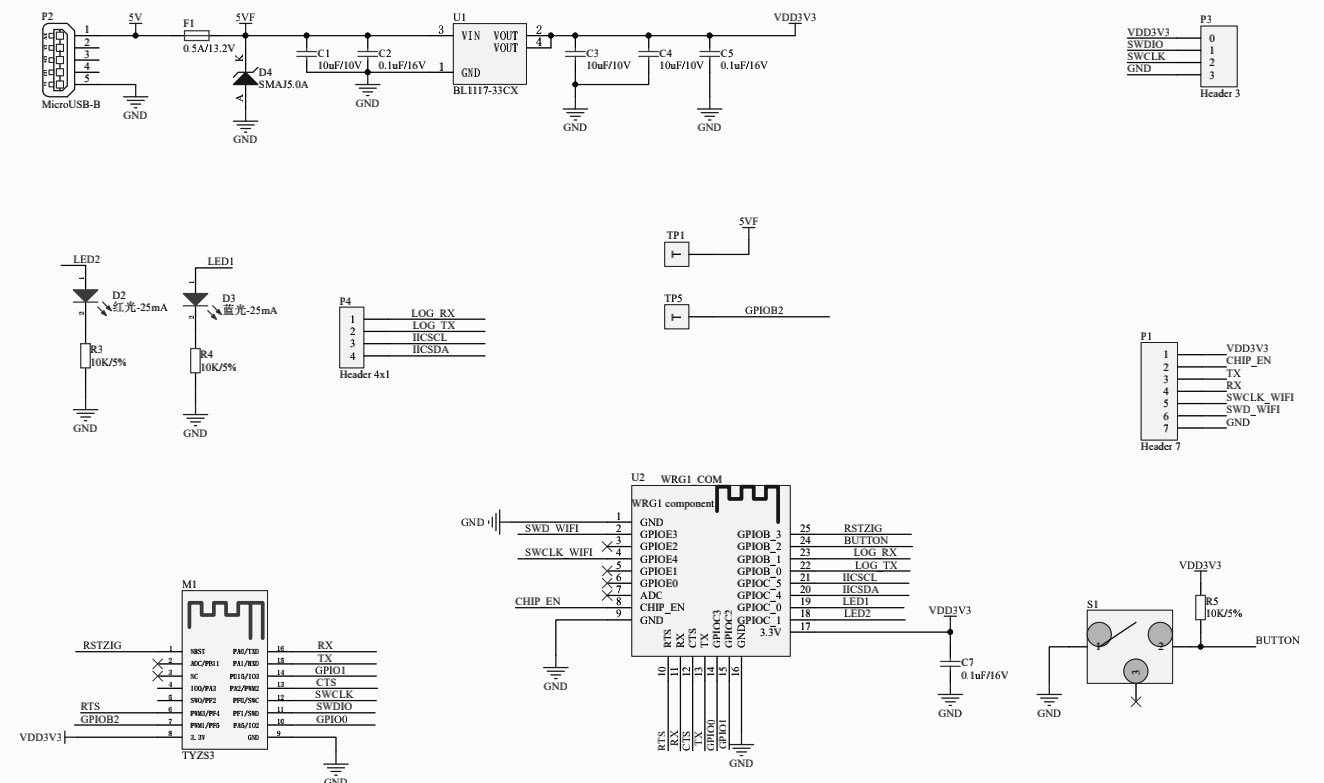 P2
MicroUSB-B
1
2
3
4
5
5V
GND
F1
0.5A/13.2V
5VF
K
D4
SMAJ5.0A
A
GND
C1
10uF/10V
C2
0.1uF/16V
GND
U1
3 VIN VOUT 2
VOUT 4
1 GND
BL1117-33CX
C3
10uF/10V
C4
10uF/10V
C5
0.1uF/16V
VDD3V3
GND
GND
P3
VDD3V3 0
SWDIO 1
SWCLK 2
GND 3
Header 3
LED2
1
D2
红光-25mA
2
R3
10K/5%
GND
LED1
1
D3
蓝光-25mA
2
R4
10K/5%
GND
P4
1 LOG_RX
2 LOG_TX
3 IICSCL
4 IICSDA
Header 4x1
TP1
5VF
TP5
GPIOB2
P1
1 VDD3V3
2 CHIP_EN
3 TX
4 RX
5 SWCLK_WIFI
6 SWD_WIFI
7 GND
Header 7
M1
RSTZIG 1 NRST PA0/TXD 16 RX
2 ADC/PB11 PA1/RXD 15 TX
3 NC PU15/IO3 14 GPIO1
4 IO0/PA3 PA2/PWM2 13 CTS
5 SWO/PF2 PF0/SWC 12 SWCLK
RTS 6 PWM3/PF4 PF1/SWD 11 SWDIO
GPIOB2 7 PWM1/PF5 PA5/IO2 10 GPIO0
VDD3V3 8 3.3V GND 9
TYZS3
GND
U2 WRG1_COM
WRG1 component
GND 1 GND
SWD_WIFI 2 GPIOE3 GPIOB_3 25 RSTZIG
3 GPIOE2 GPIOB_2 24 BUTTON
SWCLK_WIFI 4 GPIOE4 GPIOB_1 23 LOG_RX
5 GPIOE1 GPIOB_0 22 LOG_TX
6 GPIOE0 GPIOC_5 21 IICSCL
7 ADC GPIOC_4 20 IICSDA
CHIP_EN 8 CHIP_EN GPIOC_0 19 LED1
9 GND GPIOC_1 18 LED2
3.3V 17
RTS RX CTS TX GPIOC3 GPIOC2 GND
10 11 12 13 14 15 16
RTS RX CTS TX GPIO0 GPIO1
GND
GND
VDD3V3
C7
0.1uF/16V
GND
S1
1
2
3
GND
VDD3V3
R5
10K/5%
BUTTON